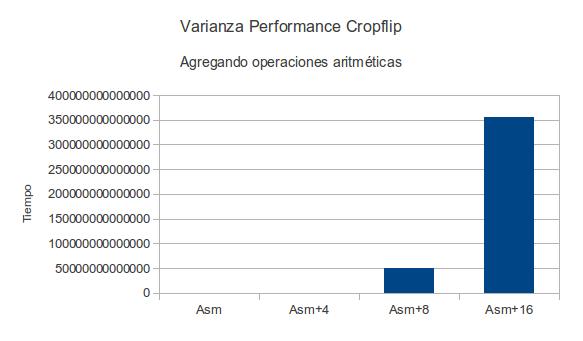 Varianza Performance Cropflip
Agregando operaciones aritméticas
Tiempo
400000000000000
350000000000000
300000000000000
250000000000000
200000000000000
150000000000000
100000000000000
50000000000000
0
Asm
Asm+4
Asm+8
Asm+16